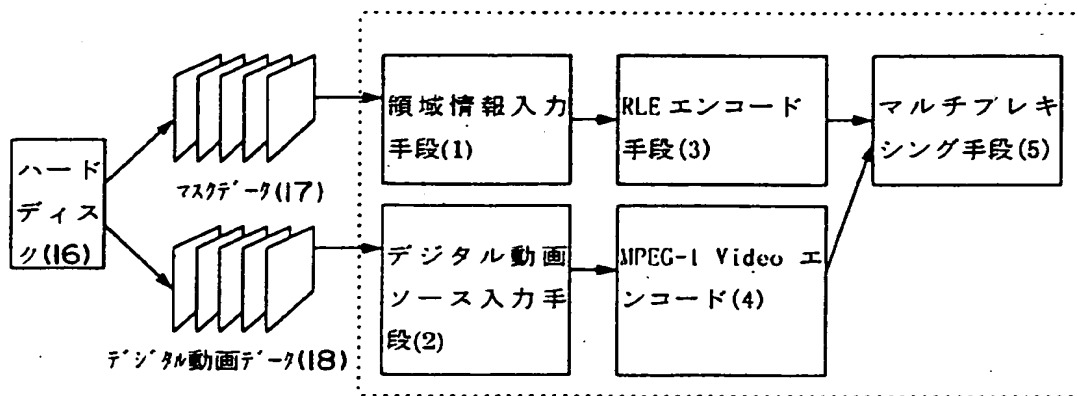 ハード
ディス
ク(16)
マスクデータ(17)
デジタル動画データ(18)
領域情報入力
手段(1)
デジタル動画
ソース入力手
段(2)
RLE エンコード
手段(3)
MPEG-1 Video エ
ンコード(4)
マルチプレキ
シング手段(5)